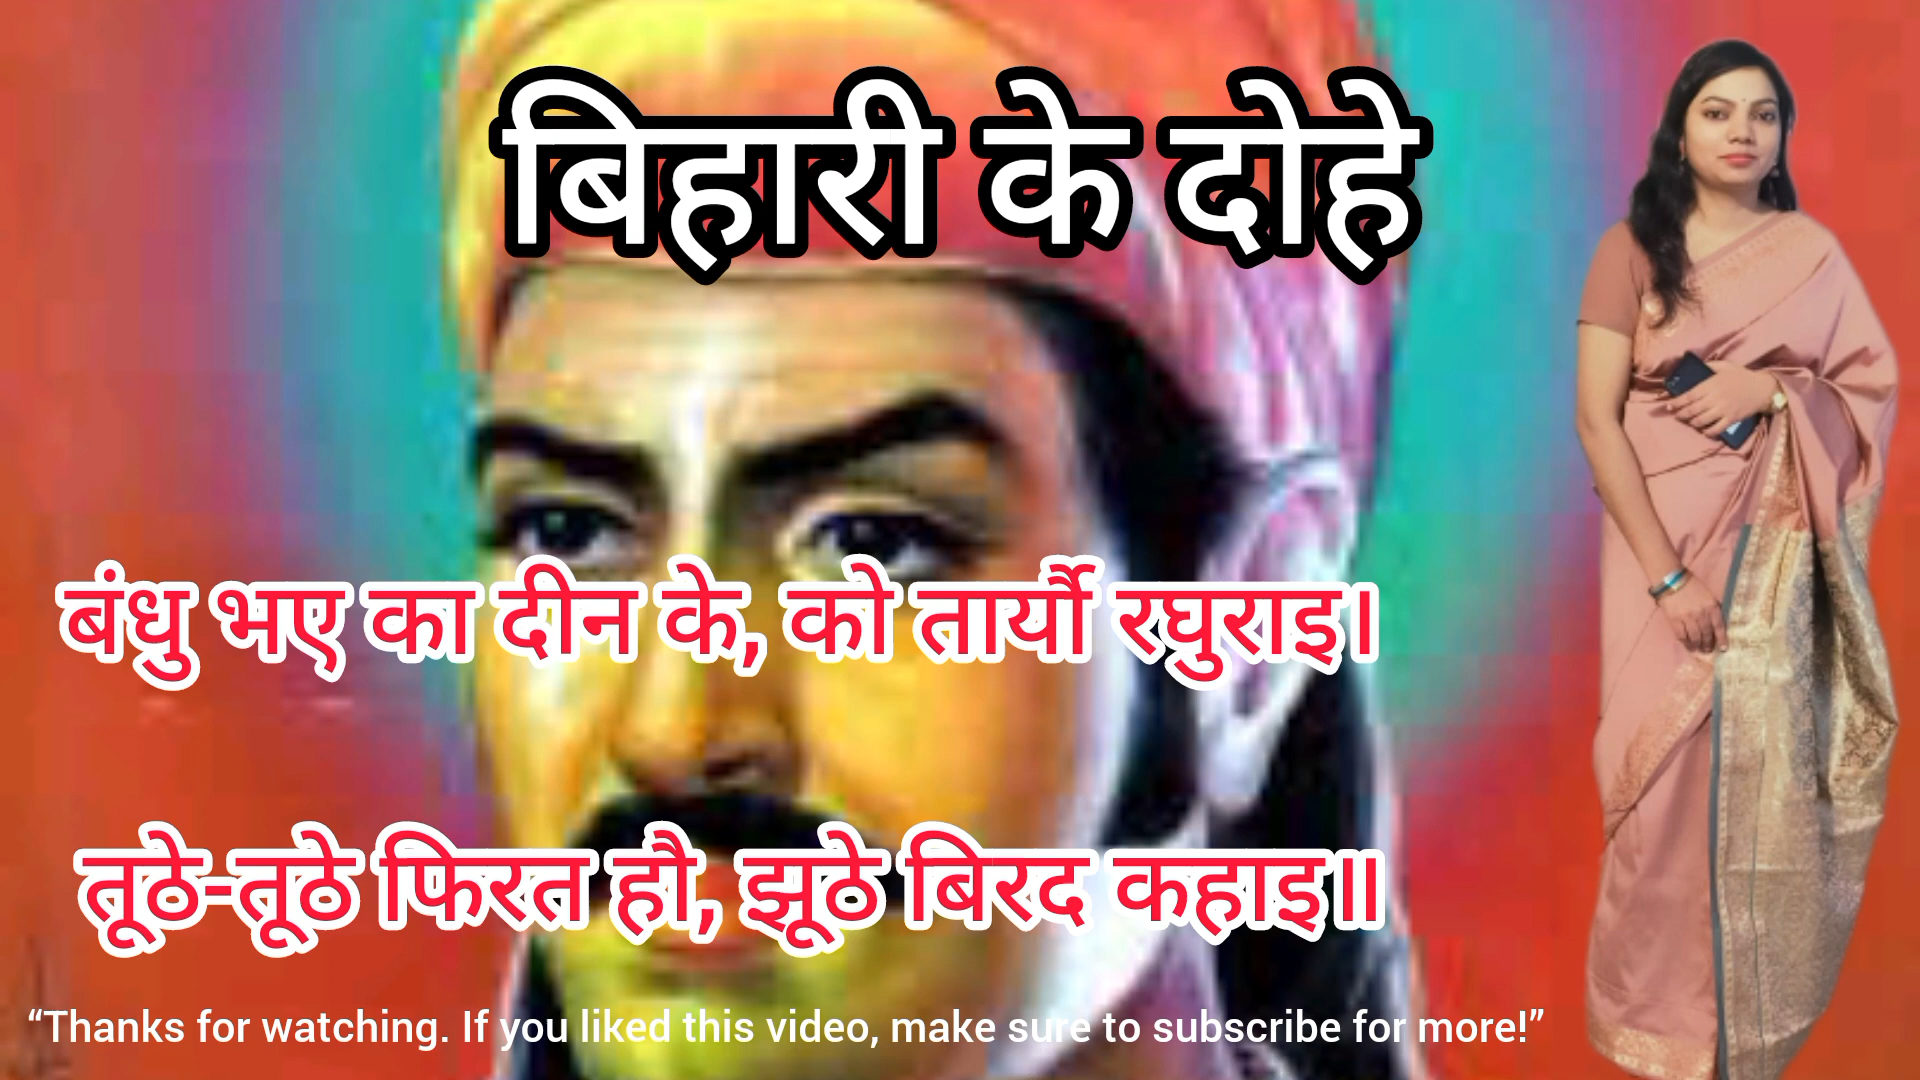 बिहारी के दोहे
बंधु भए का दीन के, को तार्यौ रघुराइ।
तूठे-तूठे फिरत हौ, झूठे बिरद कहाइ॥
“Thanks for watching. If you liked this video, make sure to subscribe for more!”